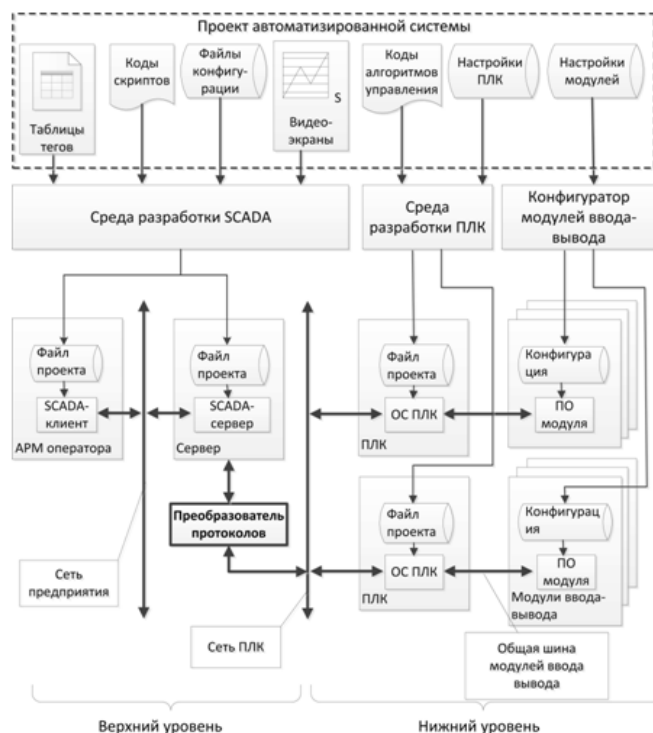 Проект автоматизированной системы
Таблицы
тегов
Коды
скриптов
Файлы
конфигу-
рации
S
Видео-
экраны
Коды
алгоритмов
управления
Настройки
ПЛК
Настройки
модулей
Среда разработки SCADA
Среда
разработки ПЛК
Конфигуратор
модулей ввода-
вывода
Файл
проекта
SCADA-
клиент
АРМ оператора
Файл
проекта
SCADA-
сервер
Сервер
Файл
проекта
ОС ПЛК
ПЛК
Конфигура
ция
ПО
модуля
Преобразователь
протоколов
Файл
проекта
ОС ПЛК
ПЛК
Конфигурац
ия
ПО
модуля
Модули ввода-
вывода
Сеть
предприятия
Сеть ПЛК
Общая шина
модулей ввода
вывода
Верхний уровень
Нижний уровень